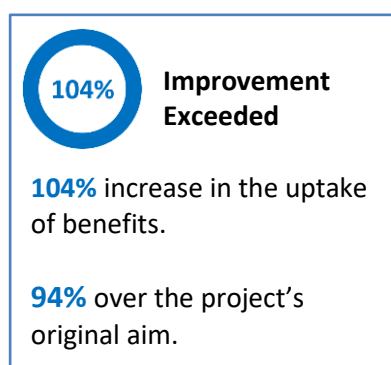 104%
Improvement
Exceeded
104% increase in the uptake
of benefits.
94% over the project’s
original aim.